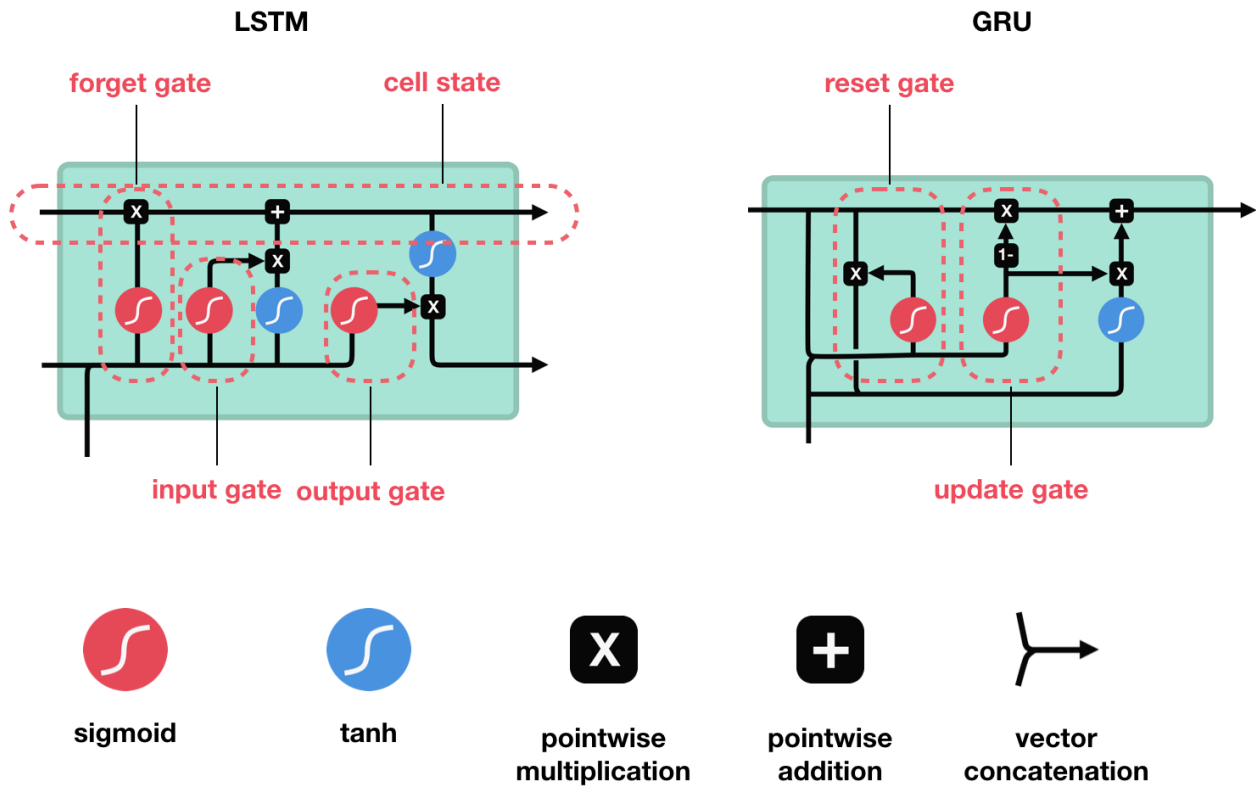 LSTM
GRU
forget gate
cell state
reset gate
X
+
X
X
X
+
1-
X
X
input gate
output gate
update gate
X
+
sigmoid
tanh
pointwise
multiplication
pointwise
addition
vector
concatenation